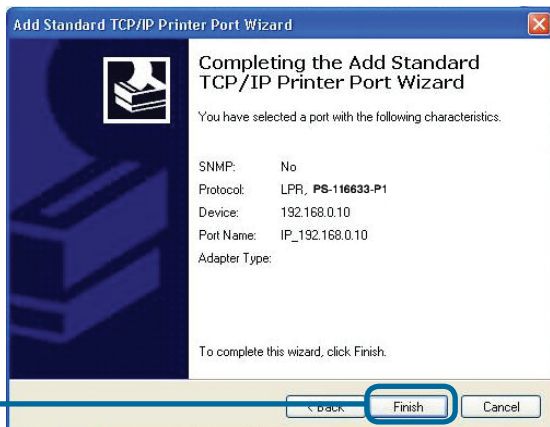 Add Standard TCP/IP Printer Port Wizard
Completing the Add Standard
TCP/IP Printer Port Wizard
You have selected a port with the following characteristics.
SNMP: No
Protocol: LPR, PS-116633-P1
Device: 192.168.0.10
Port Name: IP_192.168.0.10
Adapter Type:
To complete this wizard, click Finish.
< Back Finish Cancel